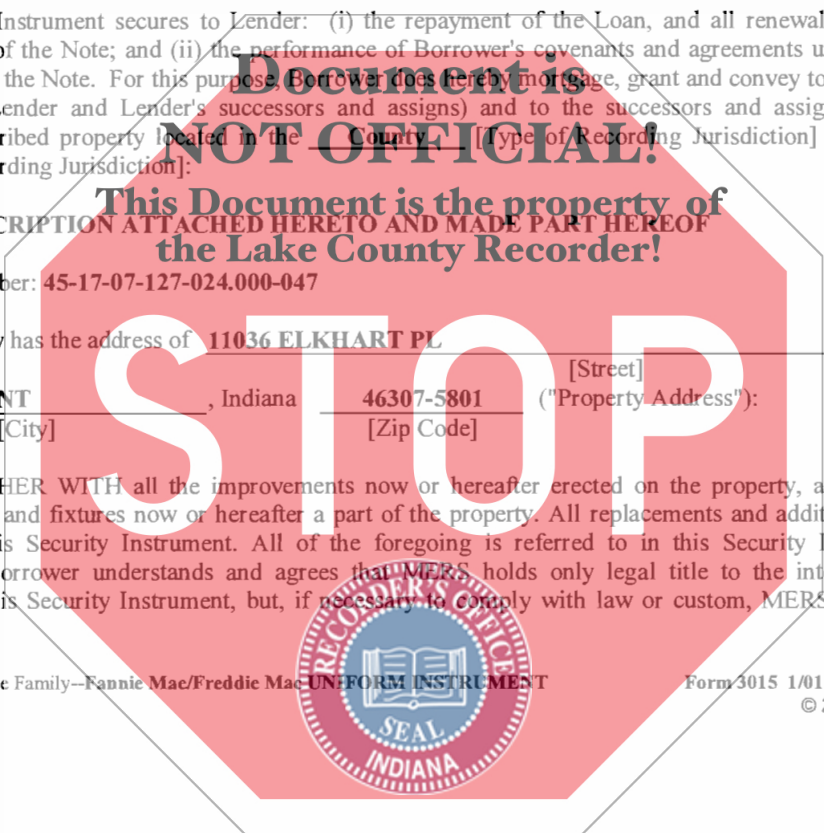 Instrument secures to Lender: (i) the repayment of the Loan, and all renewal
of the Note; and (ii) the performance of Borrower's covenants and agreements u
the Note. For this purpose, Borrower does hereby mortgage, grant and convey to
ender and Lender's successors and assigns) and to the successors and assig
ribed property located in the County [Type of Recording Jurisdiction]
rding Jurisdiction]:
Document is
NOT OFFICIAL!
This Document is the property of
the Lake County Recorder!
CRIPTION ATTACHED HERETO AND MADE PART HEREOF
ber: 45-17-07-127-024.000-047
y has the address of 11036 ELKHART PL
[Street]
NT , Indiana 46307-5801 ("Property Address"):
[City] [Zip Code]
STOP
HER WITH all the improvements now or hereafter erected on the property, a
and fixtures now or hereafter a part of the property. All replacements and addit
is Security Instrument. All of the foregoing is referred to in this Security I
orrower understands and agrees that MERS holds only legal title to the int
is Security Instrument, but, if necessary to comply with law or custom, MERS
RECORDER'S OFFICE
SEAL
INDIANA
e Family--Fannie Mae/Freddie Mac UNIFORM INSTRUMENT Form 3015 1/01
© 2